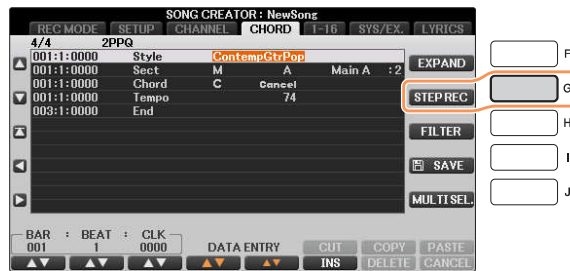 SONG CREATOR : NewSong
REC MODE SETUP CHANNEL CHORD 1-16 SYS/EX. LYRICS
4/4 2PPQ
001:1:0000 Style ContempGtrPop
001:1:0000 Sect M A Main A :2
001:1:0000 Chord C Cancel
001:1:0000 Tempo 74
003:1:0000 End
EXPAND
STEP REC
FILTER
SAVE
MULTI SEL.
F
G
H
I
J
BAR : BEAT : CLK
001 1 0000 DATA ENTRY CUT COPY PASTE
INS DELETE CANCEL